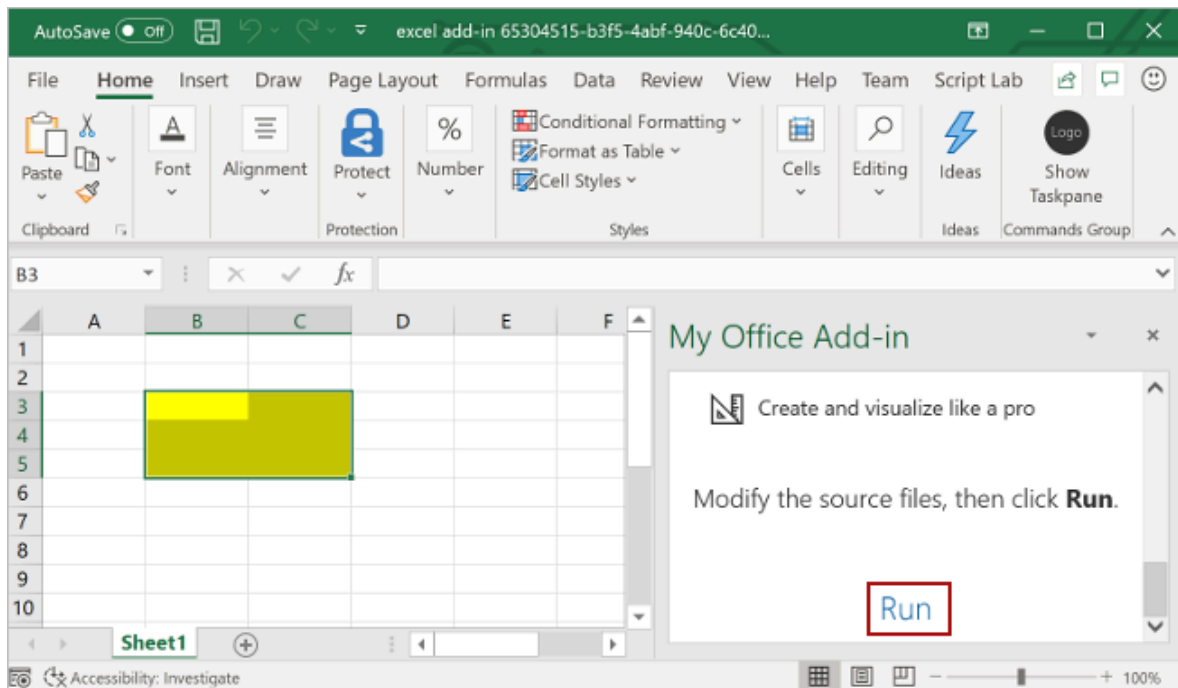 AutoSave Off excel add-in 65304515-b3f5-4abf-940c-6c40...
File Home Insert Draw Page Layout Formulas Data Review View Help Team Script Lab
Paste
Font
Alignment
Protect
% Number
Conditional Formatting
Format as Table
Cell Styles
Cells
Editing
Ideas
Logo
Show
Taskpane
Clipboard Protection Styles Ideas Commands Group
B3 fx
A B C D E F
1
2
3
4
5
6
7
8
9
10
My Office Add-in
Create and visualize like a pro
Modify the source files, then click Run.
Run
Sheet1
Accessibility: Investigate 100%